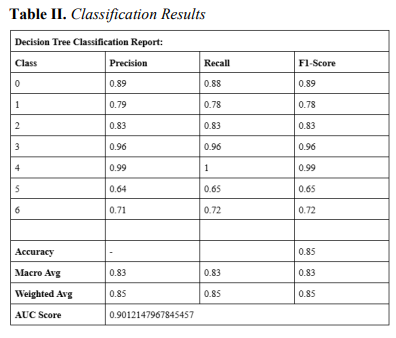 Table II. Classification Results
Decision Tree Classification Report:
Class Precision Recall F1-Score
0 0.89 0.88 0.89
1 0.79 0.78 0.78
2 0.83 0.83 0.83
3 0.96 0.96 0.96
4 0.99 1 0.99
5 0.64 0.65 0.65
6 0.71 0.72 0.72
Accuracy - 0.85
Macro Avg 0.83 0.83 0.83
Weighted Avg 0.85 0.85 0.85
AUC Score 0.9012147967845457